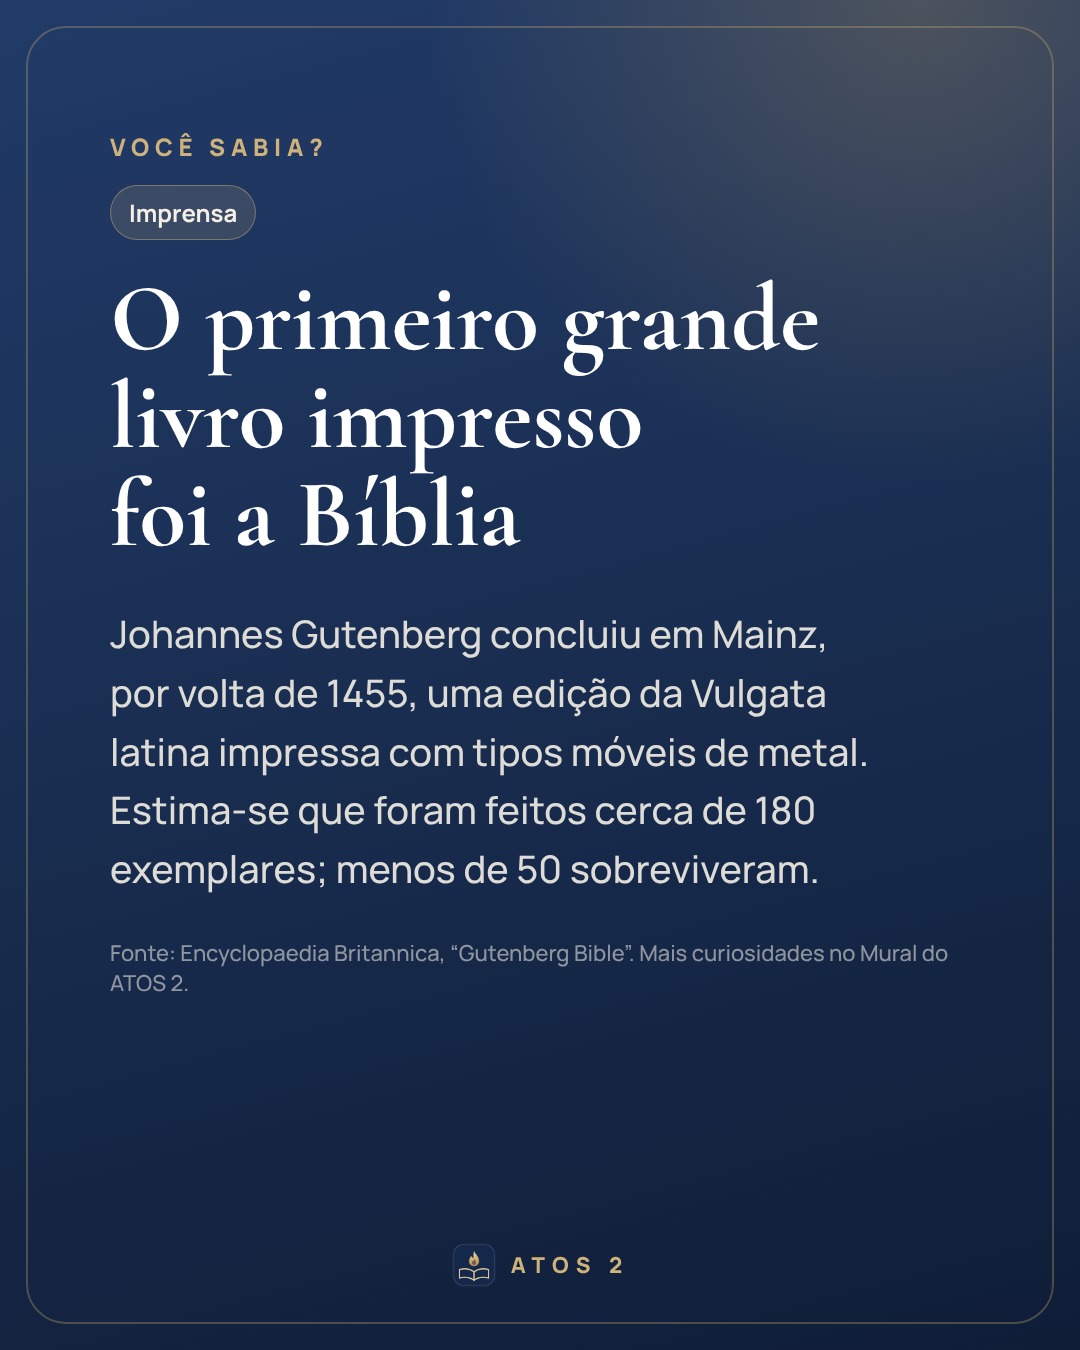 VOCÊ SABIA?
Imprensa
O primeiro grande
livro impresso
foi a Bíblia
Johannes Gutenberg concluiu em Mainz,
por volta de 1455, uma edição da Vulgata
latina impressa com tipos móveis de metal.
Estima-se que foram feitos cerca de 180
exemplares; menos de 50 sobreviveram.
Fonte: Encyclopaedia Britannica, “Gutenberg Bible”. Mais curiosidades no Mural do
ATOS 2.
ATOS 2